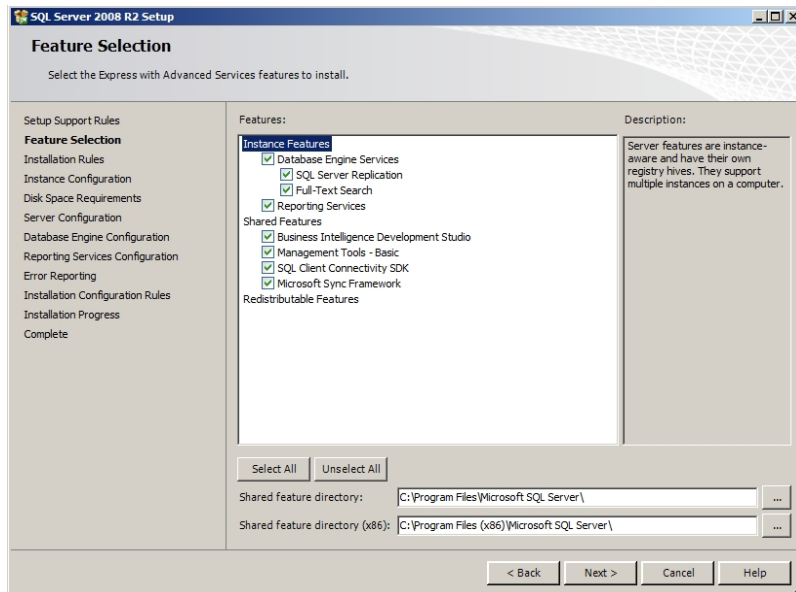 SQL Server 2008 R2 Setup
Feature Selection
Select the Express with Advanced Services features to install.
Setup Support Rules
Feature Selection
Installation Rules
Instance Configuration
Disk Space Requirements
Server Configuration
Database Engine Configuration
Reporting Services Configuration
Error Reporting
Installation Configuration Rules
Installation Progress
Complete
Features:
Instance Features
Database Engine Services
SQL Server Replication
Full-Text Search
Reporting Services
Shared Features
Business Intelligence Development Studio
Management Tools - Basic
SQL Client Connectivity SDK
Microsoft Sync Framework
Redistributable Features
Description:
Server features are instance-
aware and have their own
registry hives. They support
multiple instances on a computer.
Select All
Unselect All
Shared feature directory: C:\Program Files\Microsoft SQL Server\ ...
Shared feature directory (x86): C:\Program Files (x86)\Microsoft SQL Server\ ...
< Back
Next >
Cancel
Help